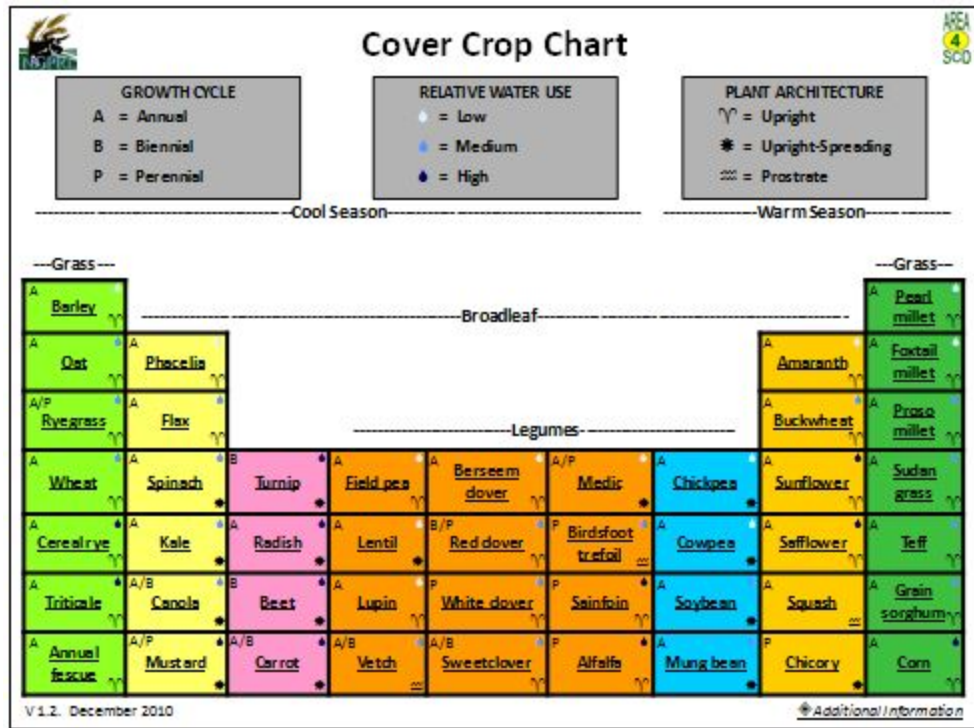 NGPRL
AREA
4
SCD
Cover Crop Chart
GROWTH CYCLE
A = Annual
B = Biennial
P = Perennial
RELATIVE WATER USE
= Low
= Medium
= High
PLANT ARCHITECTURE
= Upright
= Upright-Spreading
= Prostrate
Cool Season
Warm Season
Grass
Grass
Broadleaf
Legumes
A Barley
A Pearl
millet
A Oat
A Phacelia
A Amaranth
A Foxtail
millet
A/P Ryegrass
A Flax
A Buckwheat
A Proso
millet
A Wheat
A Spinach
B Turnip
A Field pea
A Berseem
clover
A/P Medic
A Chickpea
A Sunflower
A Sudan
grass
A Cereal rye
A Kale
A Radish
A Lentil
B/P Red clover
P Birdsfoot
trefoil
A Cowpea
A Safflower
A Teff
A Triticale
A/B Canola
B Beet
A Lupin
P White clover
P Sainfoin
A Soybean
A Squash
A Grain
sorghum
A Annual
fescue
A/P Mustard
A/B Carrot
A/B Vetch
A/B Sweetclover
P Alfalfa
A Mung bean
P Chicory
A Corn
V 1.2. December 2010
Additional Information